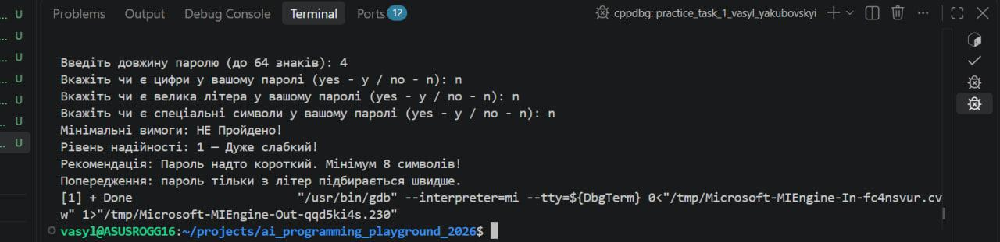 Problems Output Debug Console Terminal Ports 12 cppdbg: practice_task_1_vasyl_yakubovskyi
... U
... U
... U
... U
... U
... U
... U
... U
Введіть довжину паролю (до 64 знаків): 4
Вкажіть чи є цифри у вашому паролі (yes - y / no - n): n
Вкажіть чи є велика літера у вашому паролі (yes - y / no - n): n
Вкажіть чи є спеціальні символи у вашому паролі (yes - y / no - n): n
Мінімальні вимоги: НЕ Пройдено!
Рівень надійності: 1 — Дуже слабкий!
Рекомендація: Пароль надто короткий. Мінімум 8 символів!
Попередження: пароль тільки з літер підбирається швидше.
[1] + Done "/usr/bin/gdb" --interpreter=mi --tty=${DbgTerm} 0<"/tmp/Microsoft-MIEngine-In-fc4nsvur.cv
w" 1>"/tmp/Microsoft-MIEngine-Out-qqd5ki4s.230"
vasyl@ASUSROGG16:~/projects/ai_programming_playground_2026$